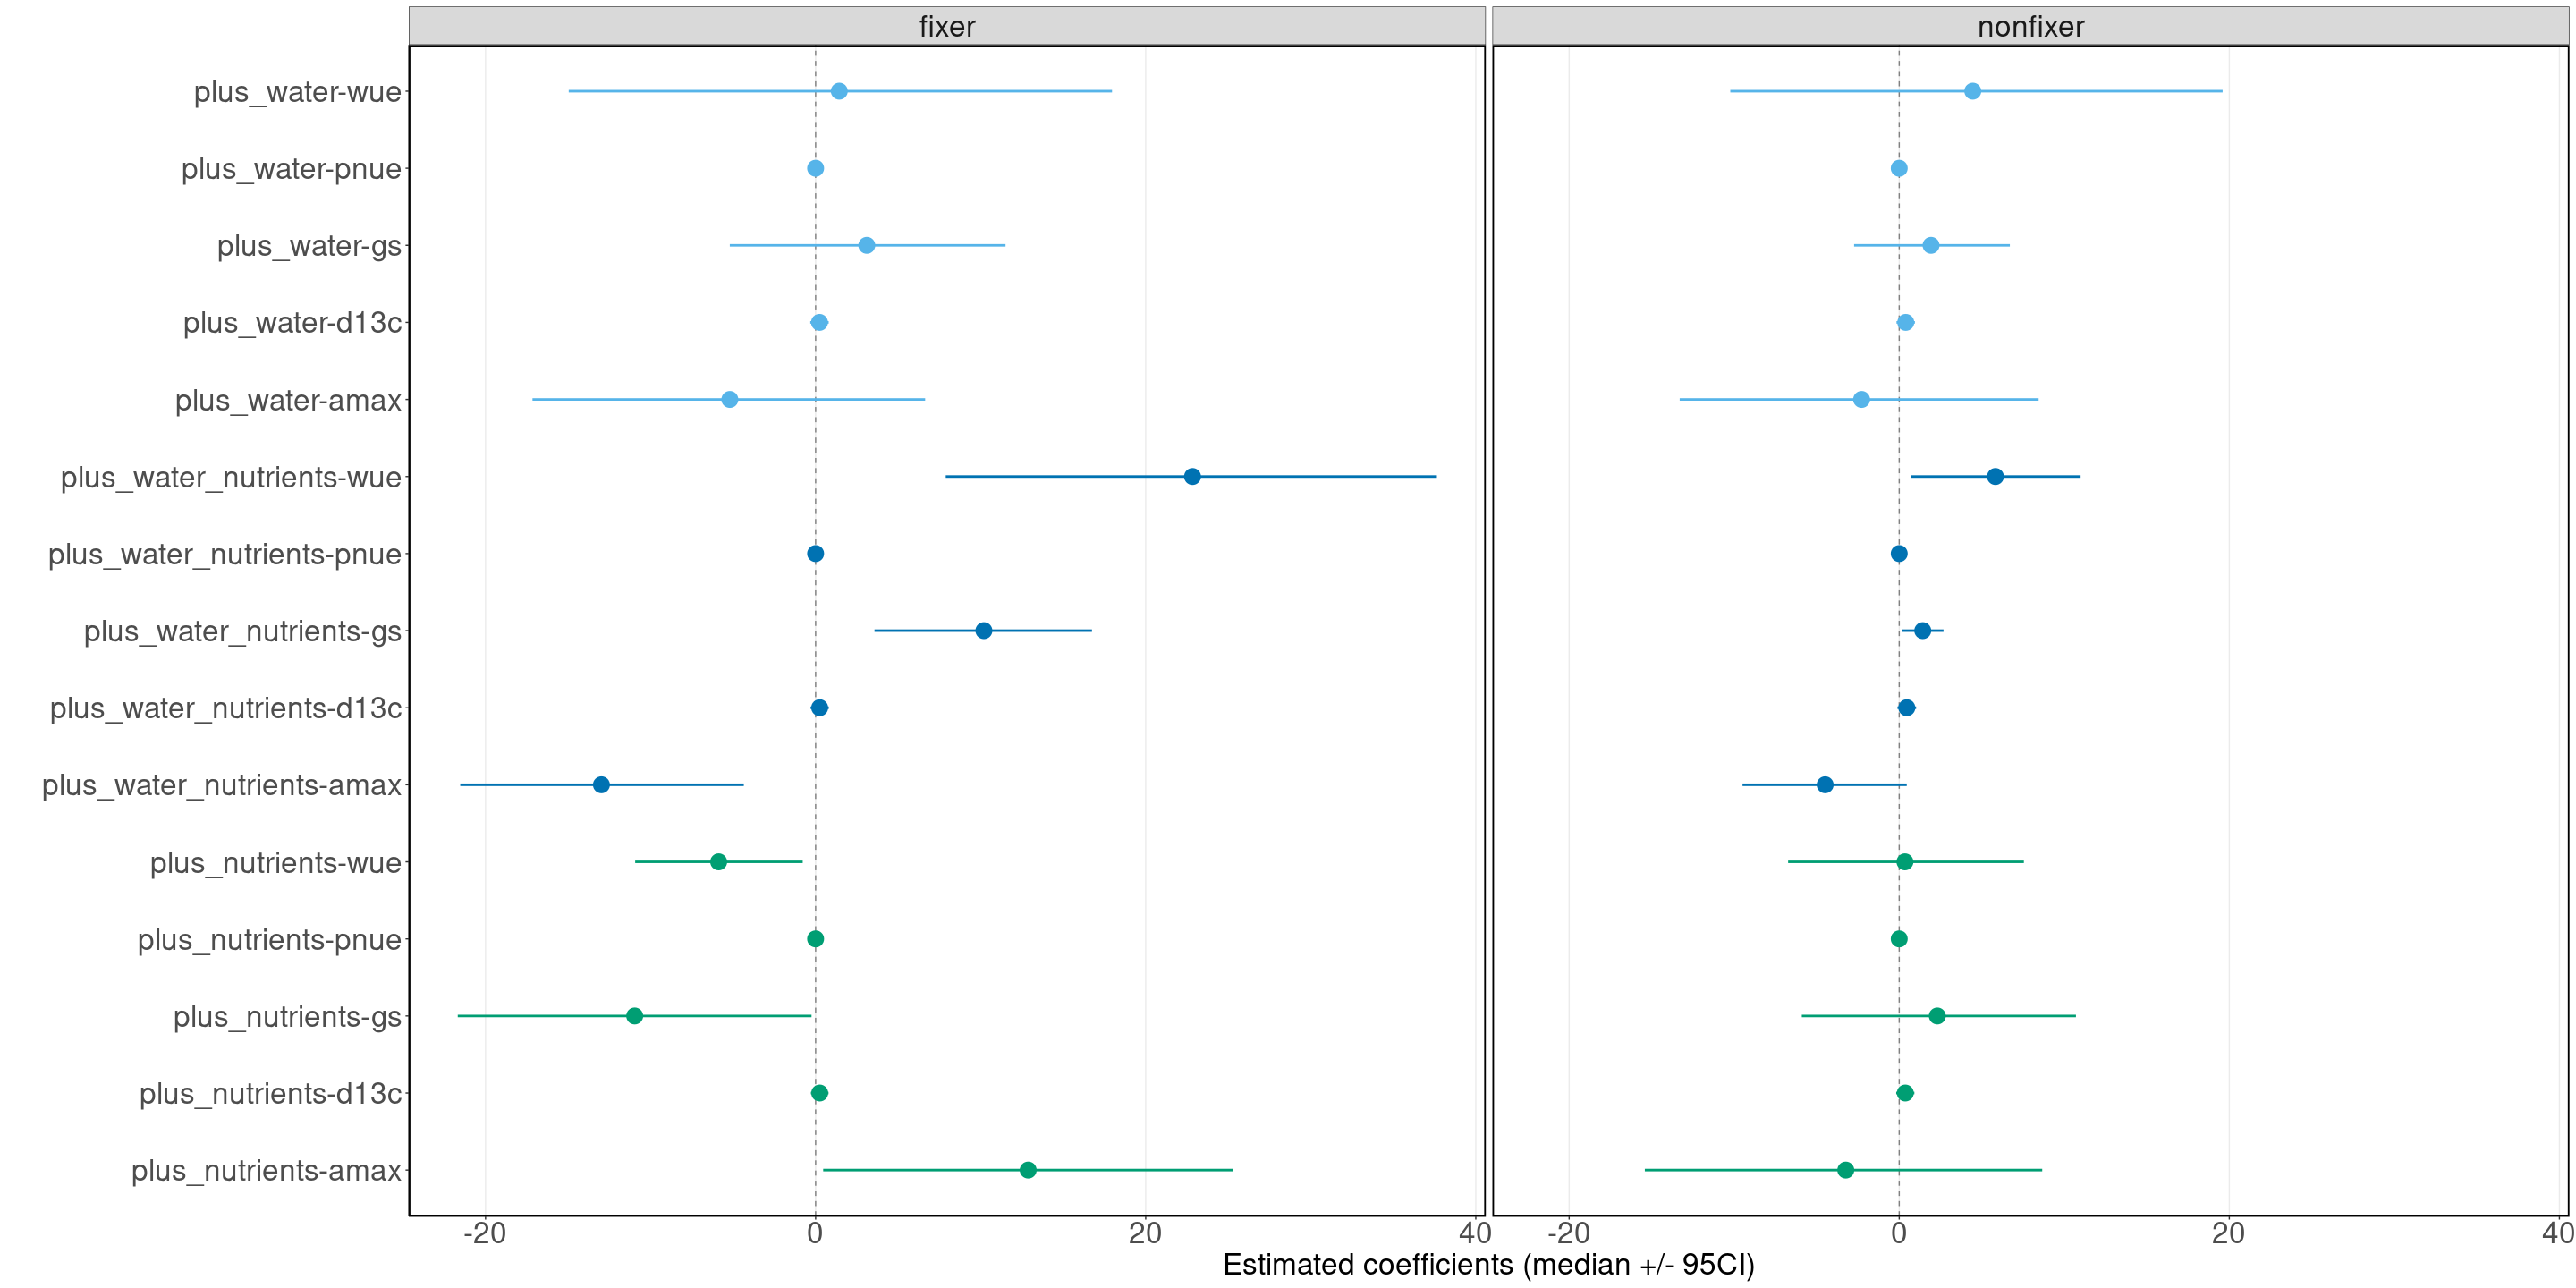 fixer
nonfixer
plus_water-wue
plus_water-pnue
plus_water-gs
plus_water-d13c
plus_water-amax
plus_water_nutrients-wue
plus_water_nutrients-pnue
plus_water_nutrients-gs
plus_water_nutrients-d13c
plus_water_nutrients-amax
plus_nutrients-wue
plus_nutrients-pnue
plus_nutrients-gs
plus_nutrients-d13c
plus_nutrients-amax
-20 0 20 40 -20 0 20 40
Estimated coefficients (median +/- 95CI)